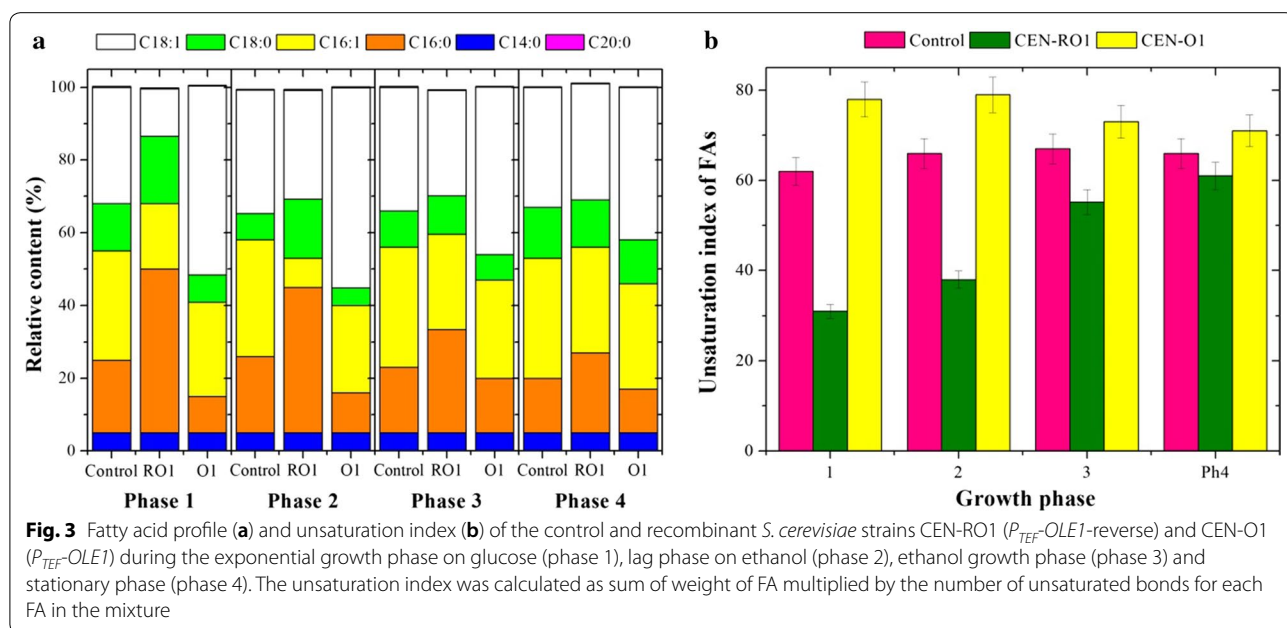 a
C18:1 C18:0 C16:1 C16:0 C14:0 C20:0
Relative content (%)
100
80
60
40
20
0
Control RO1 O1 Control RO1 O1 Control RO1 O1 Control RO1 O1
Phase 1 Phase 2 Phase 3 Phase 4
b
Control CEN-RO1 CEN-O1
Unsaturation index of FAs
80
60
40
20
0
1 2 3 Ph4
Growth phase
Fig. 3 Fatty acid profile (a) and unsaturation index (b) of the control and recombinant S. cerevisiae strains CEN-RO1 (PTEF-OLE1-reverse) and CEN-O1
(PTEF-OLE1) during the exponential growth phase on glucose (phase 1), lag phase on ethanol (phase 2), ethanol growth phase (phase 3) and
stationary phase (phase 4). The unsaturation index was calculated as sum of weight of FA multiplied by the number of unsaturated bonds for each
FA in the mixture